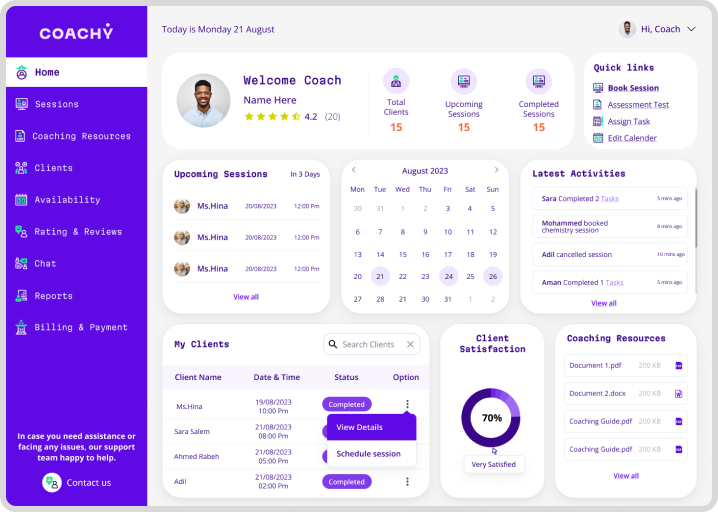 COACHY
Today is Monday 21 August
Hi, Coach
Home
Sessions
Coaching Resources
Clients
Availability
Rating & Reviews
Chat
Reports
Billing & Payment
In case you need assistance or
facing any issues, our support
team happy to help.
Contact us
Welcome Coach
Name Here
4.2 (20)
Total
Clients
15
Upcoming
Sessions
15
Completed
Sessions
15
Quick links
Book Session
Assessment Test
Assign Task
Edit Calender
Upcoming Sessions In 3 Days
Ms.Hina 20/08/2023 12:00 Pm
Ms.Hina 20/08/2023 12:00 Pm
Ms.Hina 20/08/2023 12:00 Pm
View all
August 2023
Mon Tue Wed Thu Fri Sat Sun
30 31 1 2 3 4 5
6 7 8 9 10 11 12
13 14 15 16 17 18 19
20 21 22 23 24 25 26
27 28 29 30 31 1 2
Latest Activities
Sara Completed 2 Tasks 5 mins ago
Mohammed booked
chemistry session 8 mins ago
Adil cancelled session 10 mins ago
Aman Completed 1 Tasks 5 mins ago
View all
My Clients
Search Clients
Client Name Date & Time Status Option
Ms.Hina 19/08/2023
10:00 Pm Completed
Sara Salem 21/08/2023
08:00 Pm
Ahmed Rabeh 21/08/2023
05:00 Pm
Adil 21/08/2023
02:00 Pm Completed
View Details
Schedule session
Client
Satisfaction
70%
Very Satisfied
Coaching Resources
Document 1.pdf 200 KB
Document 2.docx 200 KB
Coaching Guide.pdf 200 KB
Coaching Guide.pdf 200 KB
View all